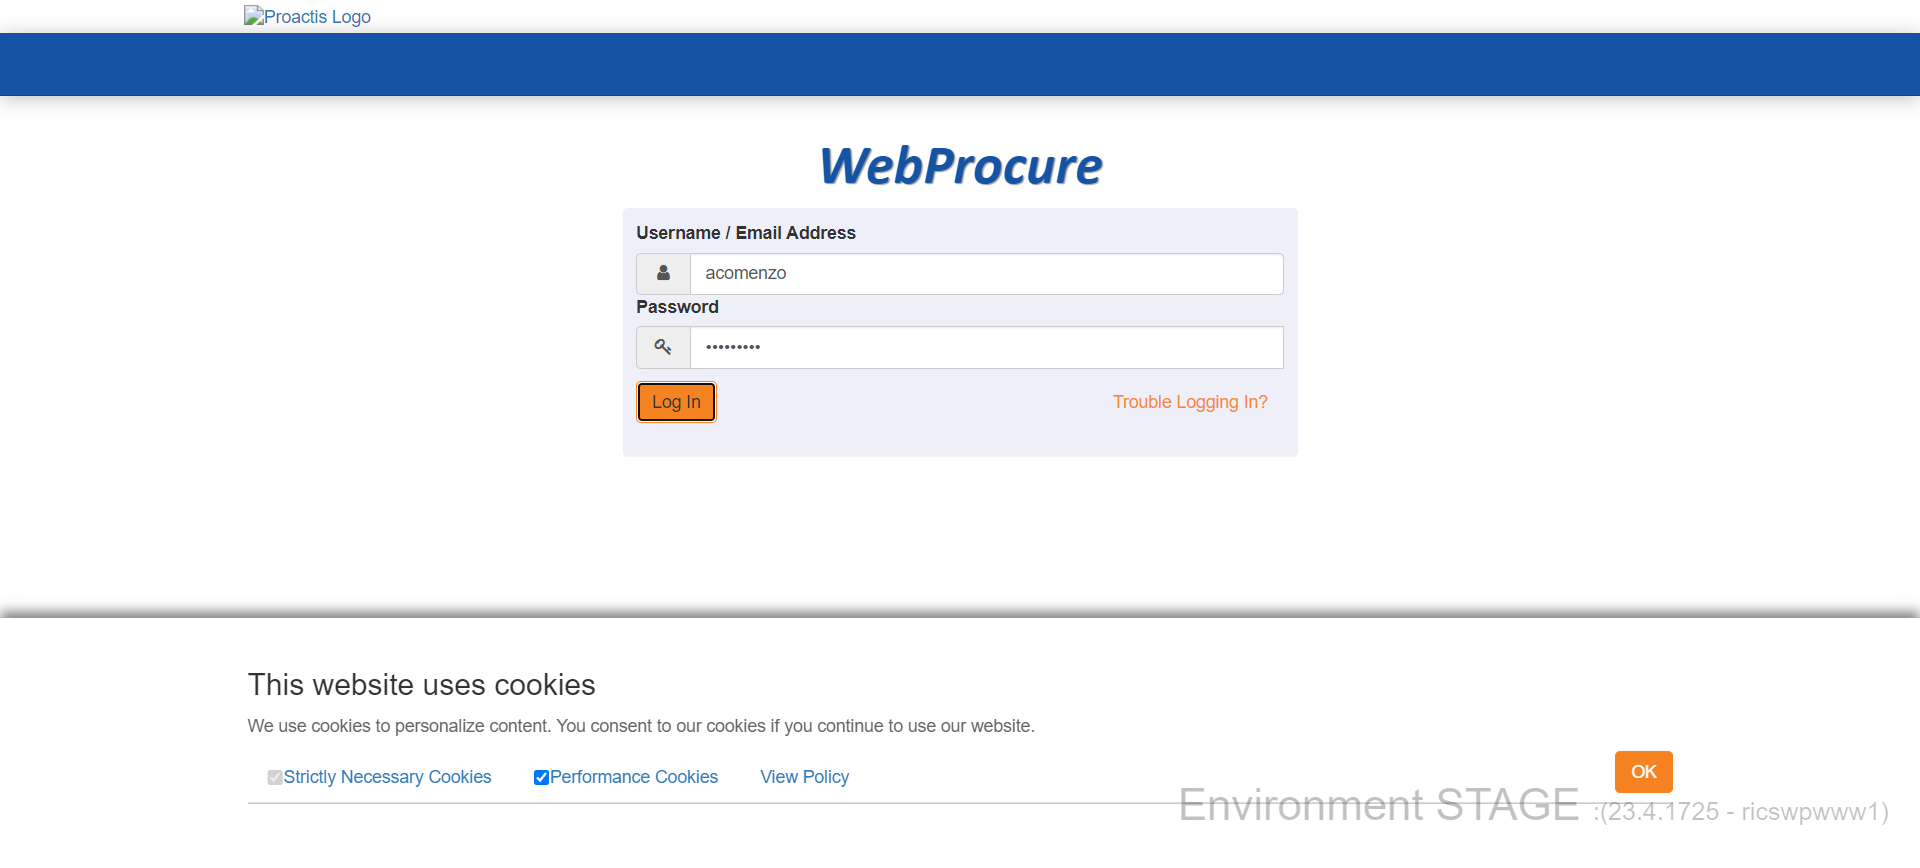 Proactis Logo
WebProcure
Username / Email Address
acomenzo
Password
•••••••••
Log In
Trouble Logging In?
This website uses cookies
We use cookies to personalize content. You consent to our cookies if you continue to use our website.
Strictly Necessary Cookies
Performance Cookies
View Policy
OK
Environment STAGE :(23.4.1725 - ricswpwww1)